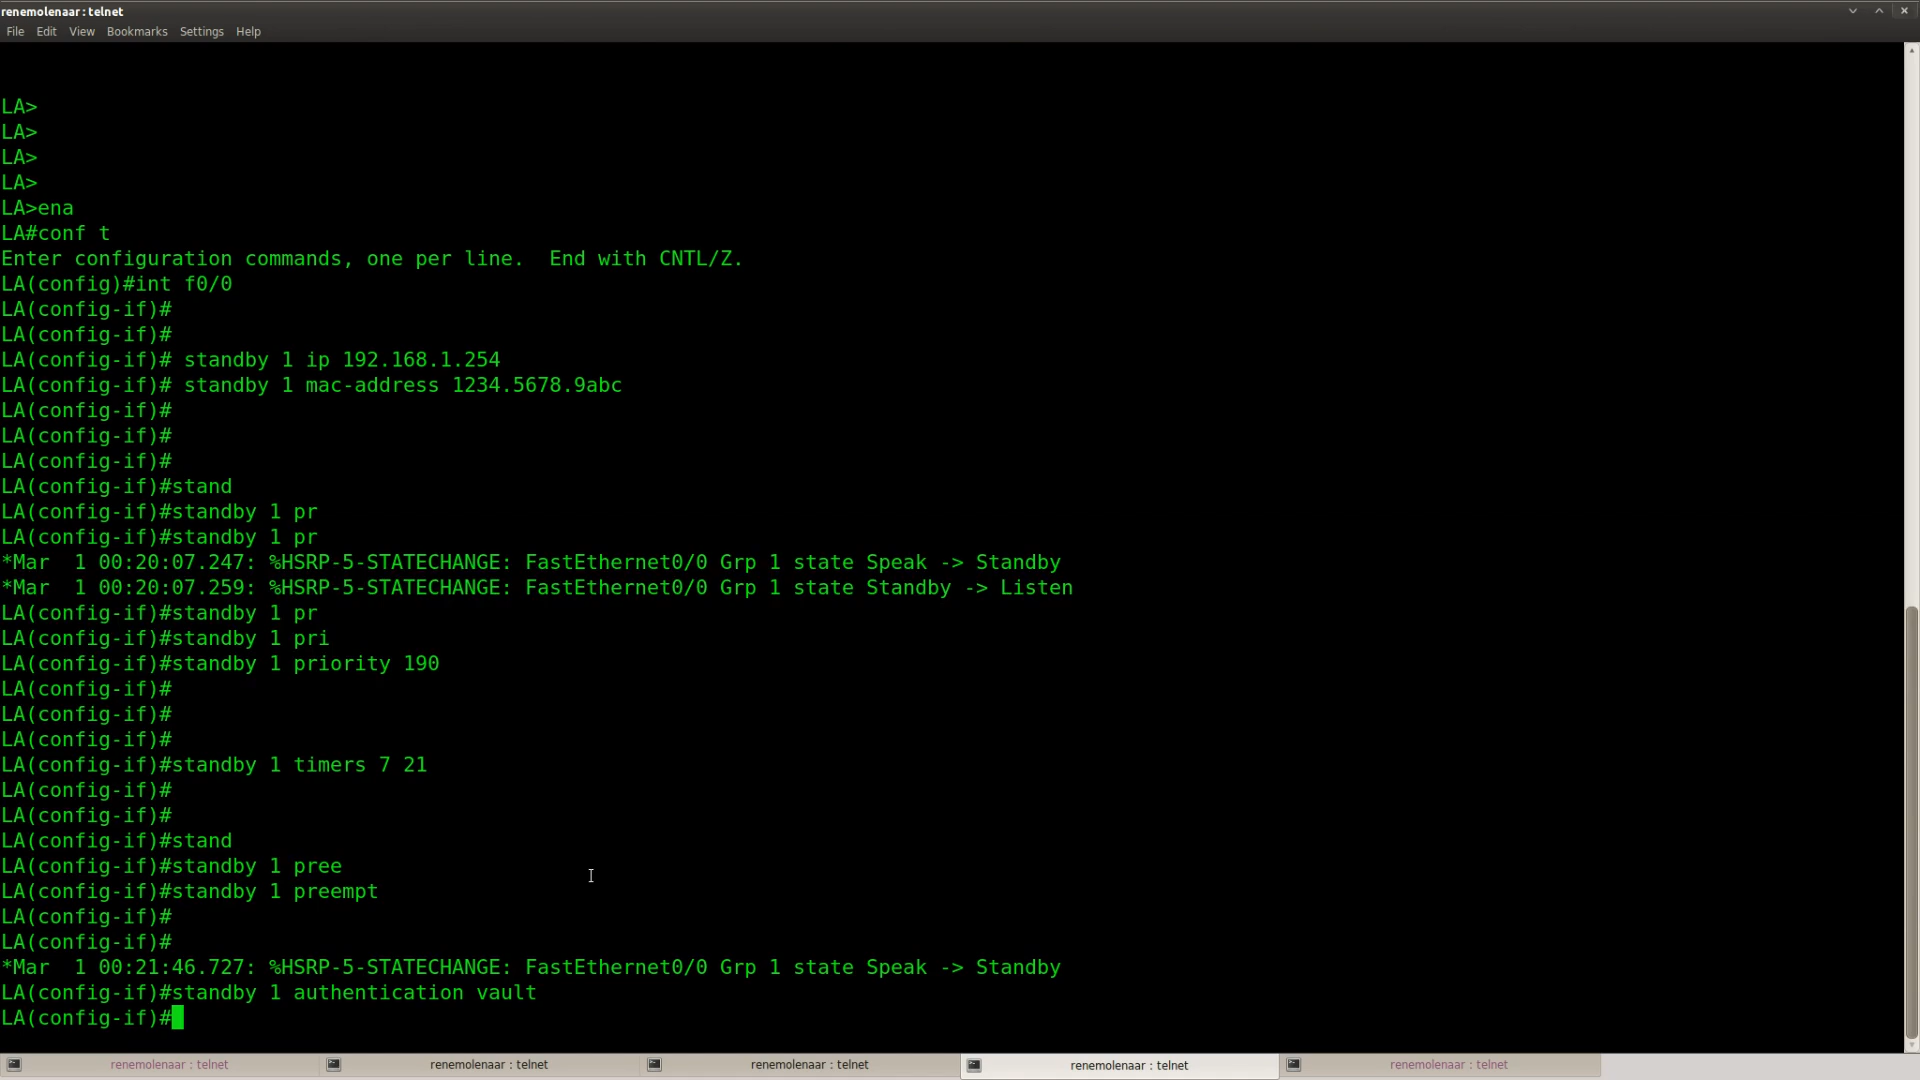 renemolenaar : telnet
File Edit View Bookmarks Settings Help
LA>
LA>
LA>
LA>
LA>ena
LA#conf t
Enter configuration commands, one per line.  End with CNTL/Z.
LA(config)#int f0/0
LA(config-if)#
LA(config-if)#
LA(config-if)# standby 1 ip 192.168.1.254
LA(config-if)# standby 1 mac-address 1234.5678.9abc
LA(config-if)#
LA(config-if)#
LA(config-if)#
LA(config-if)#stand
LA(config-if)#standby 1 pr
LA(config-if)#standby 1 pr
*Mar  1 00:20:07.247: %HSRP-5-STATECHANGE: FastEthernet0/0 Grp 1 state Speak -> Standby
*Mar  1 00:20:07.259: %HSRP-5-STATECHANGE: FastEthernet0/0 Grp 1 state Standby -> Listen
LA(config-if)#standby 1 pr
LA(config-if)#standby 1 pri
LA(config-if)#standby 1 priority 190
LA(config-if)#
LA(config-if)#
LA(config-if)#
LA(config-if)#standby 1 timers 7 21
LA(config-if)#
LA(config-if)#
LA(config-if)#stand
LA(config-if)#standby 1 pree
LA(config-if)#standby 1 preempt
LA(config-if)#
LA(config-if)#
*Mar  1 00:21:46.727: %HSRP-5-STATECHANGE: FastEthernet0/0 Grp 1 state Speak -> Standby
LA(config-if)#standby 1 authentication vault
LA(config-if)#
renemolenaar : telnet renemolenaar : telnet renemolenaar : telnet renemolenaar : telnet renemolenaar : telnet